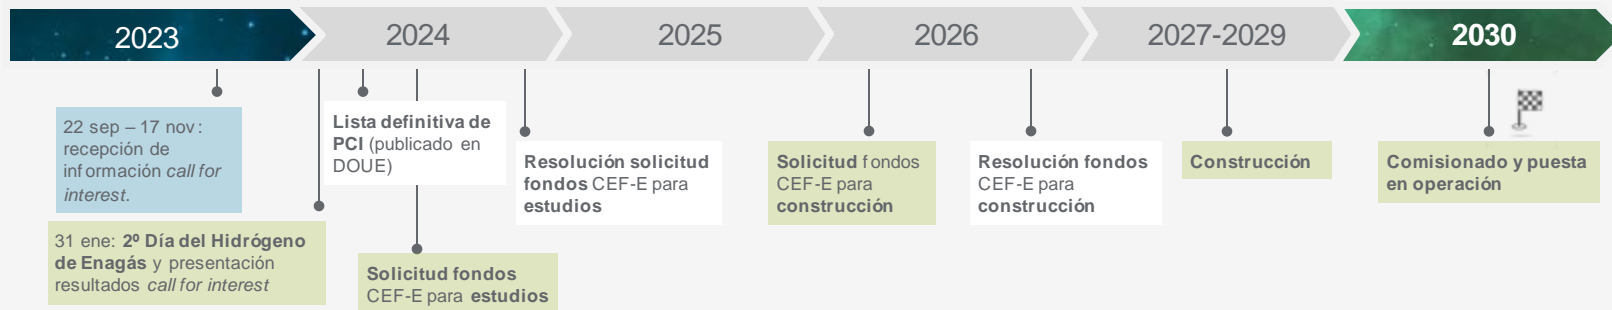 2023
2024
2025
2026
2027-2029
2030
22 sep – 17 nov:
recepción de
información call for
interest.
31 ene: 2º Día del Hidrógeno
de Enagás y presentación
resultados call for interest
Lista definitiva de
PCI (publicado en
DOUE)
Solicitud fondos
CEF-E para estudios
Resolución solicitud
fondos CEF-E para
estudios
Solicitud fondos
CEF-E para
construcción
Resolución fondos
CEF-E para
construcción
Construcción
Comisionado y puesta
en operación